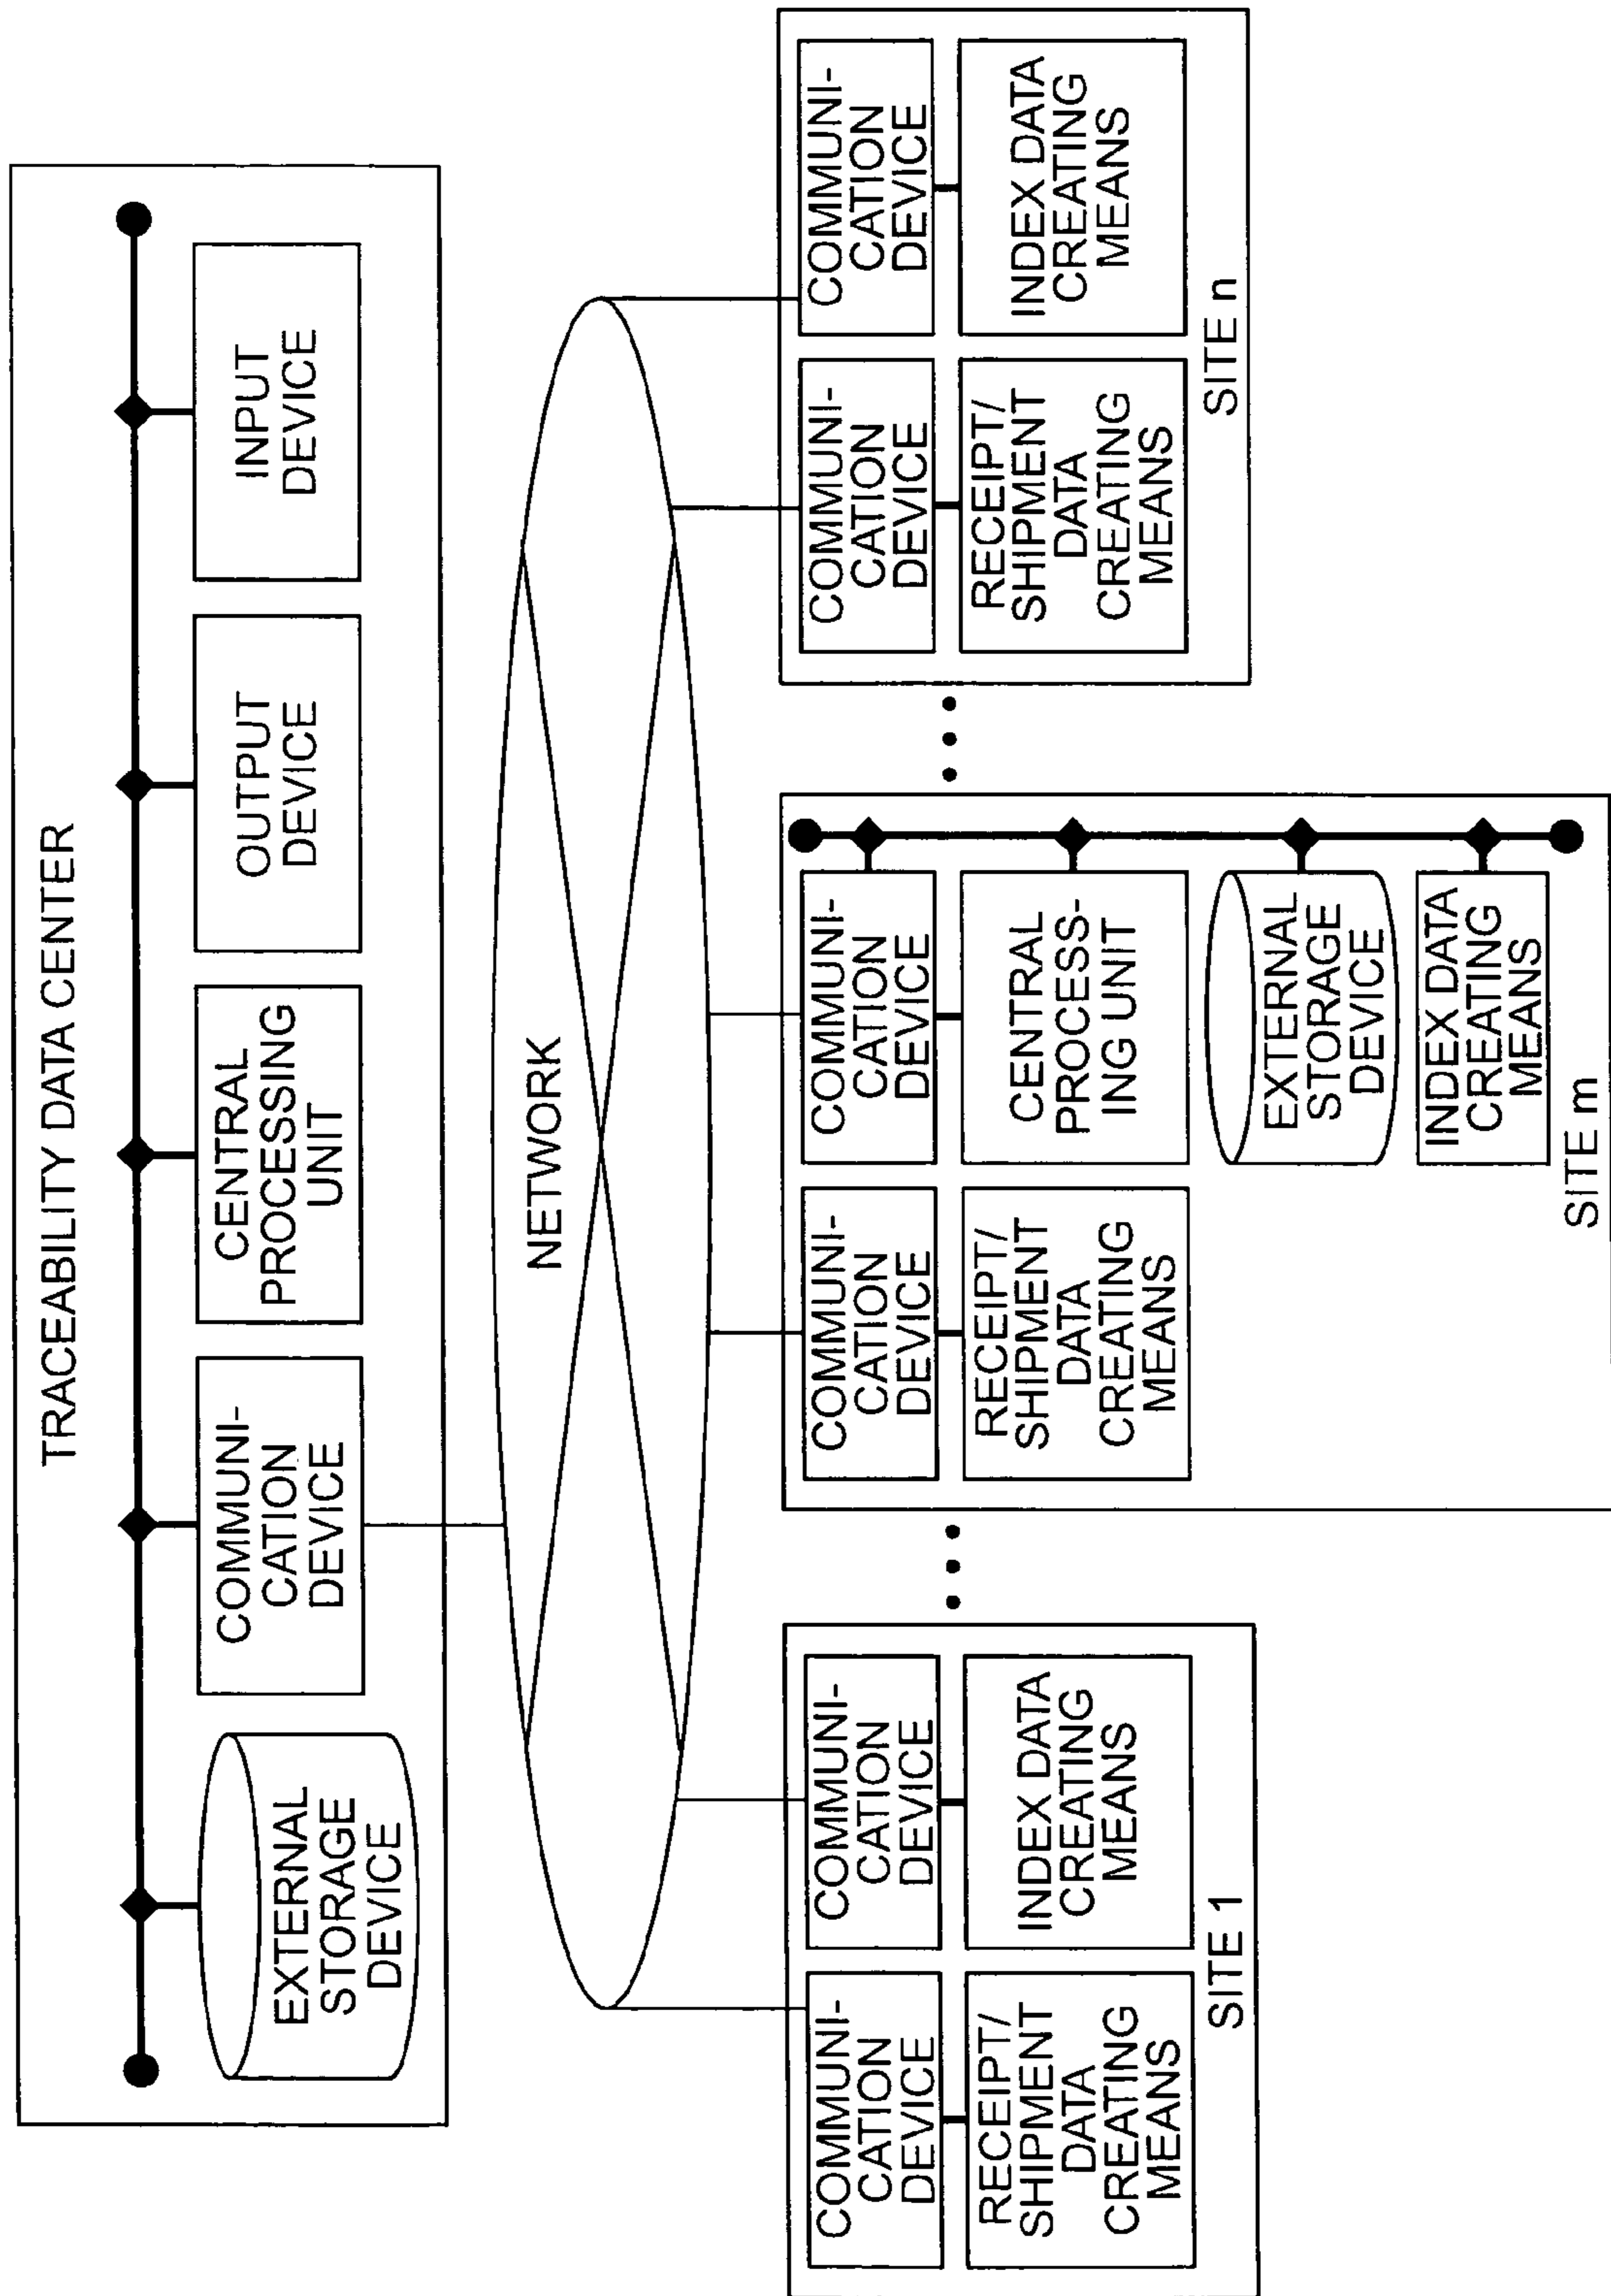 TRACEABILITY DATA CENTER
EXTERNAL
STORAGE
DEVICE
COMMUNI-
CATION
DEVICE
CENTRAL
PROCESSING
UNIT
OUTPUT
DEVICE
INPUT
DEVICE
NETWORK
COMMUNI-
CATION
DEVICE
RECEIPT/
SHIPMENT
DATA
CREATING
MEANS
COMMUNI-
CATION
DEVICE
INDEX DATA
CREATING
MEANS
SITE 1
COMMUNI-
CATION
DEVICE
RECEIPT/
SHIPMENT
DATA
CREATING
MEANS
COMMUNI-
CATION
DEVICE
CENTRAL
PROCESS-
ING UNIT
EXTERNAL
STORAGE
DEVICE
INDEX DATA
CREATING
MEANS
SITE m
COMMUNI-
CATION
DEVICE
RECEIPT/
SHIPMENT
DATA
CREATING
MEANS
COMMUNI-
CATION
DEVICE
INDEX DATA
CREATING
MEANS
SITE n